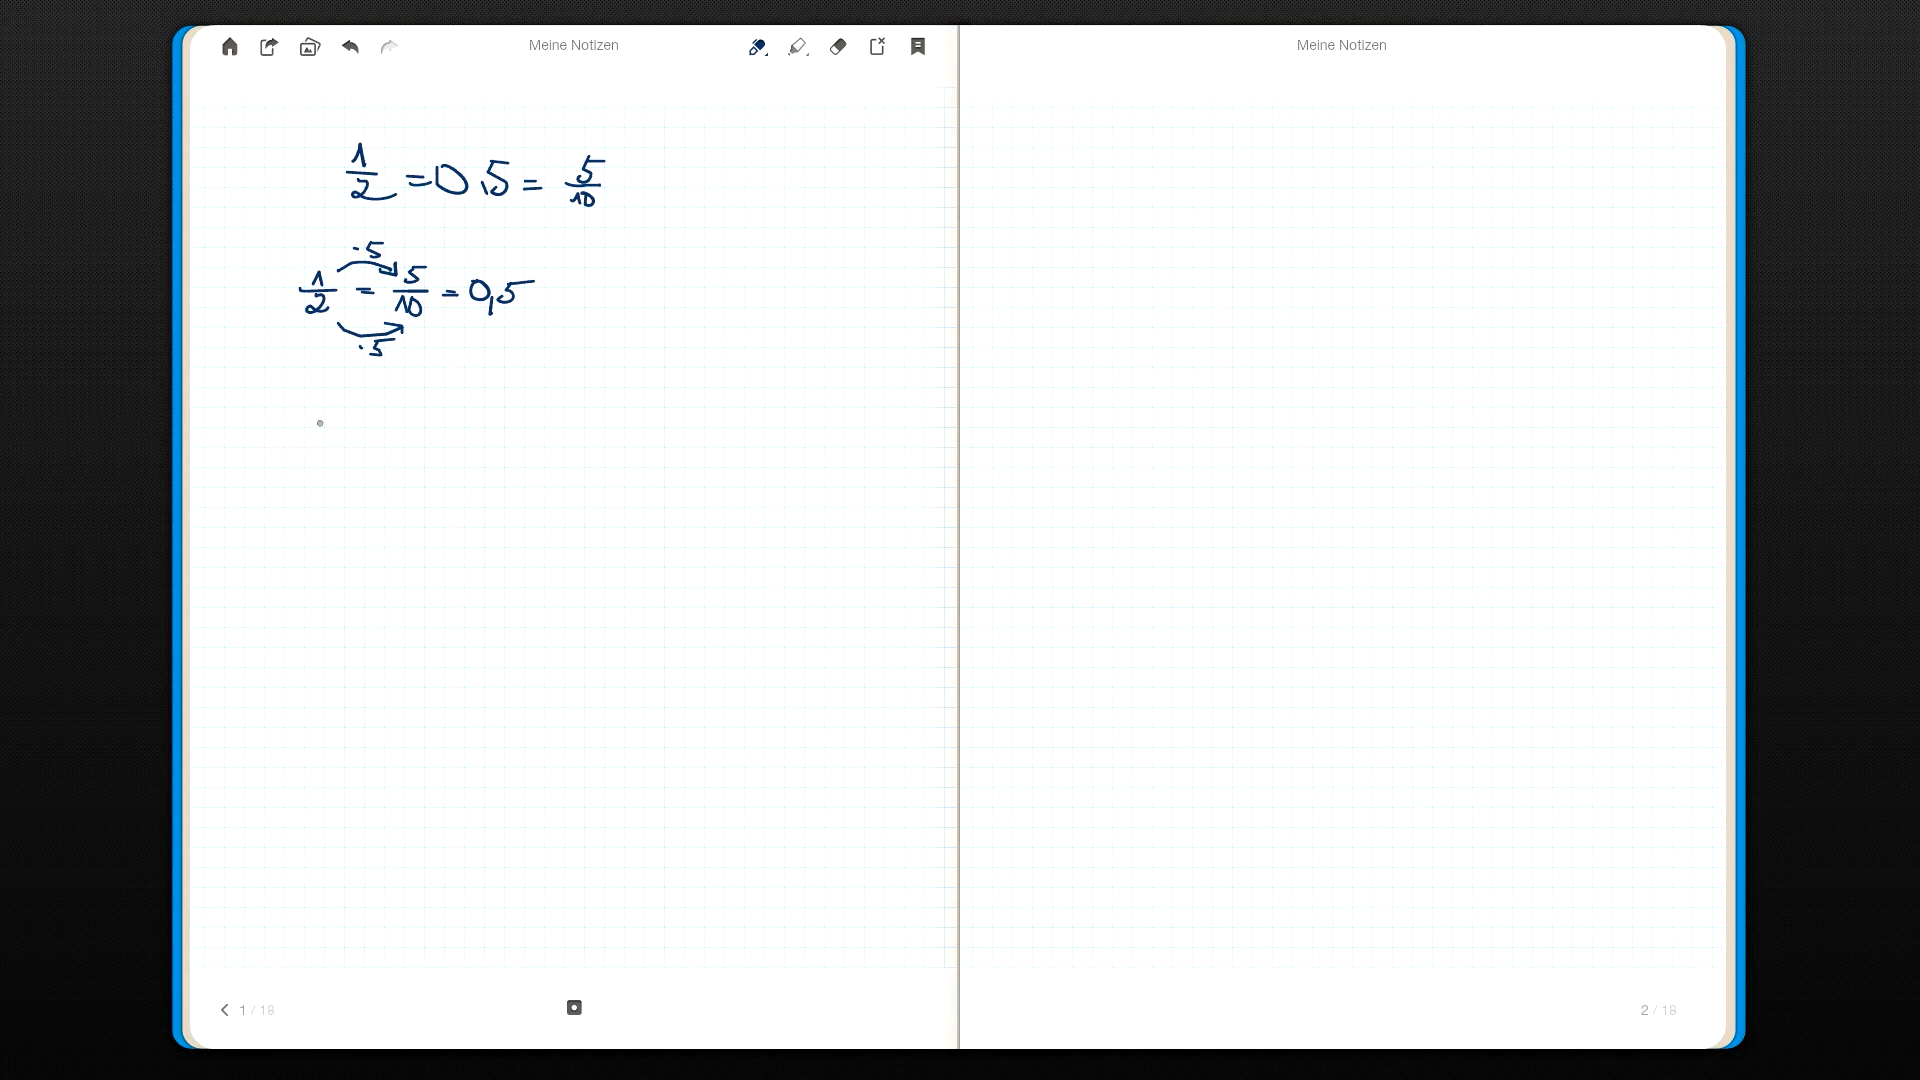 Meine Notizen
1/2 = 0,5 = 5/10
·5
1/2 = 5/10 = 0,5
·5
1 / 18
Meine Notizen
2 / 18